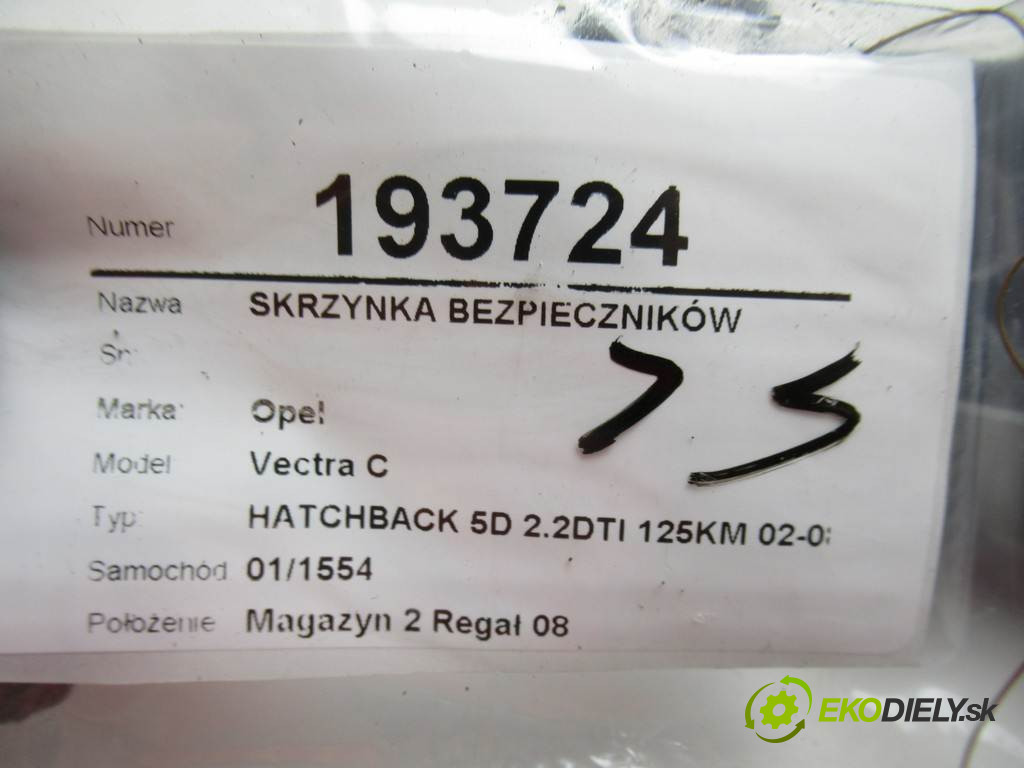 Numer 193724
Nazwa SKRZYNKA BEZPIECZNIKÓW
Sn:
Marka: Opel
Model Vectra C
Typ: HATCHBACK 5D 2.2DTI 125KM 02-0
Samochód 01/1554
Położenie Magazyn 2 Regał 08
EKODIELY.sk